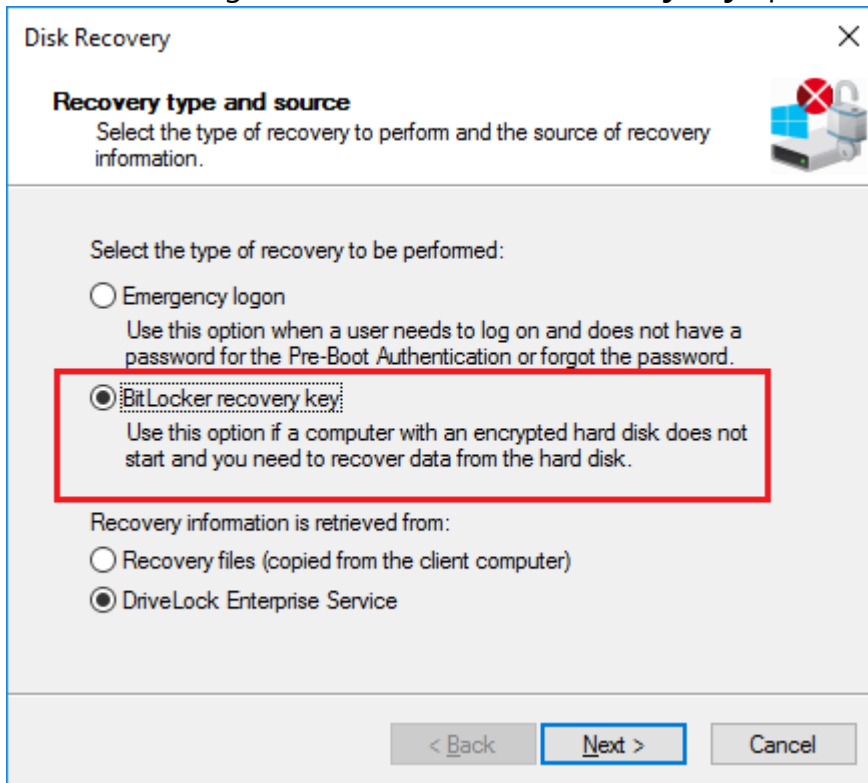 Disk Recovery
Recovery type and source
Select the type of recovery to perform and the source of recovery
information.
Select the type of recovery to be performed:
Emergency logon
Use this option when a user needs to log on and does not have a
password for the Pre-Boot Authentication or forgot the password.
BitLocker recovery key
Use this option if a computer with an encrypted hard disk does not
start and you need to recover data from the hard disk.
Recovery information is retrieved from:
Recovery files (copied from the client computer)
DriveLock Enterprise Service
< Back
Next >
Cancel